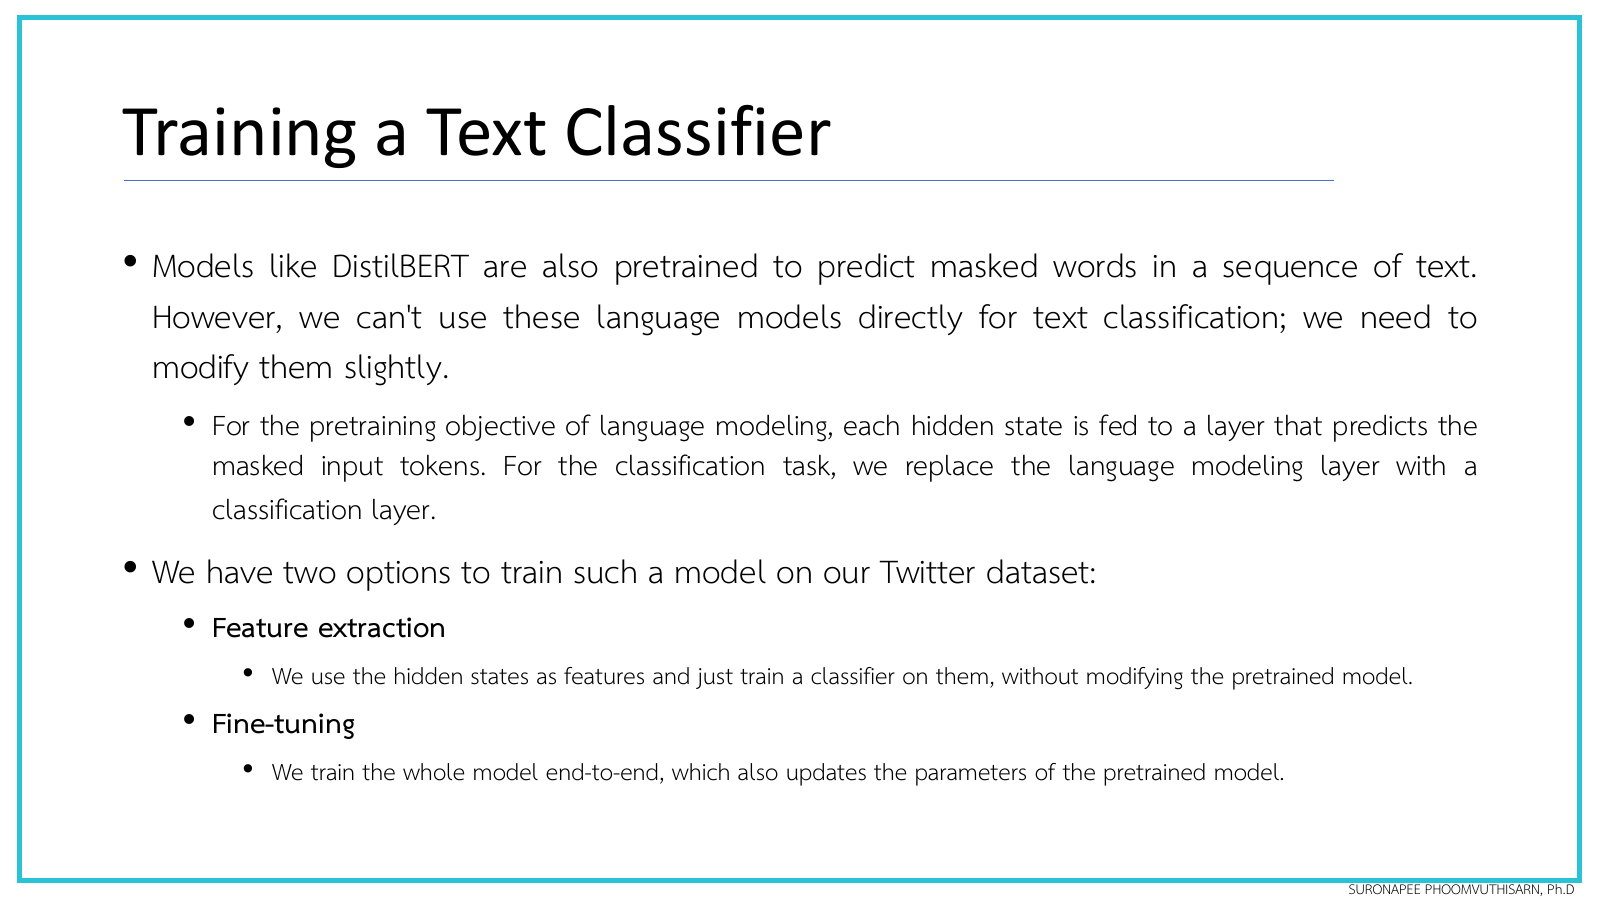 Training a Text Classifier
• Models like DistilBERT are also pretrained to predict masked words in a sequence of text.
However, we can't use these language models directly for text classification; we need to
modify them slightly.
• For the pretraining objective of language modeling, each hidden state is fed to a layer that predicts the
masked input tokens. For the classification task, we replace the language modeling layer with a
classification layer.
• We have two options to train such a model on our Twitter dataset:
• Feature extraction
• We use the hidden states as features and just train a classifier on them, without modifying the pretrained model.
• Fine-tuning
• We train the whole model end-to-end, which also updates the parameters of the pretrained model.
SURONAPEE PHOOMVUTHISARN, Ph.D